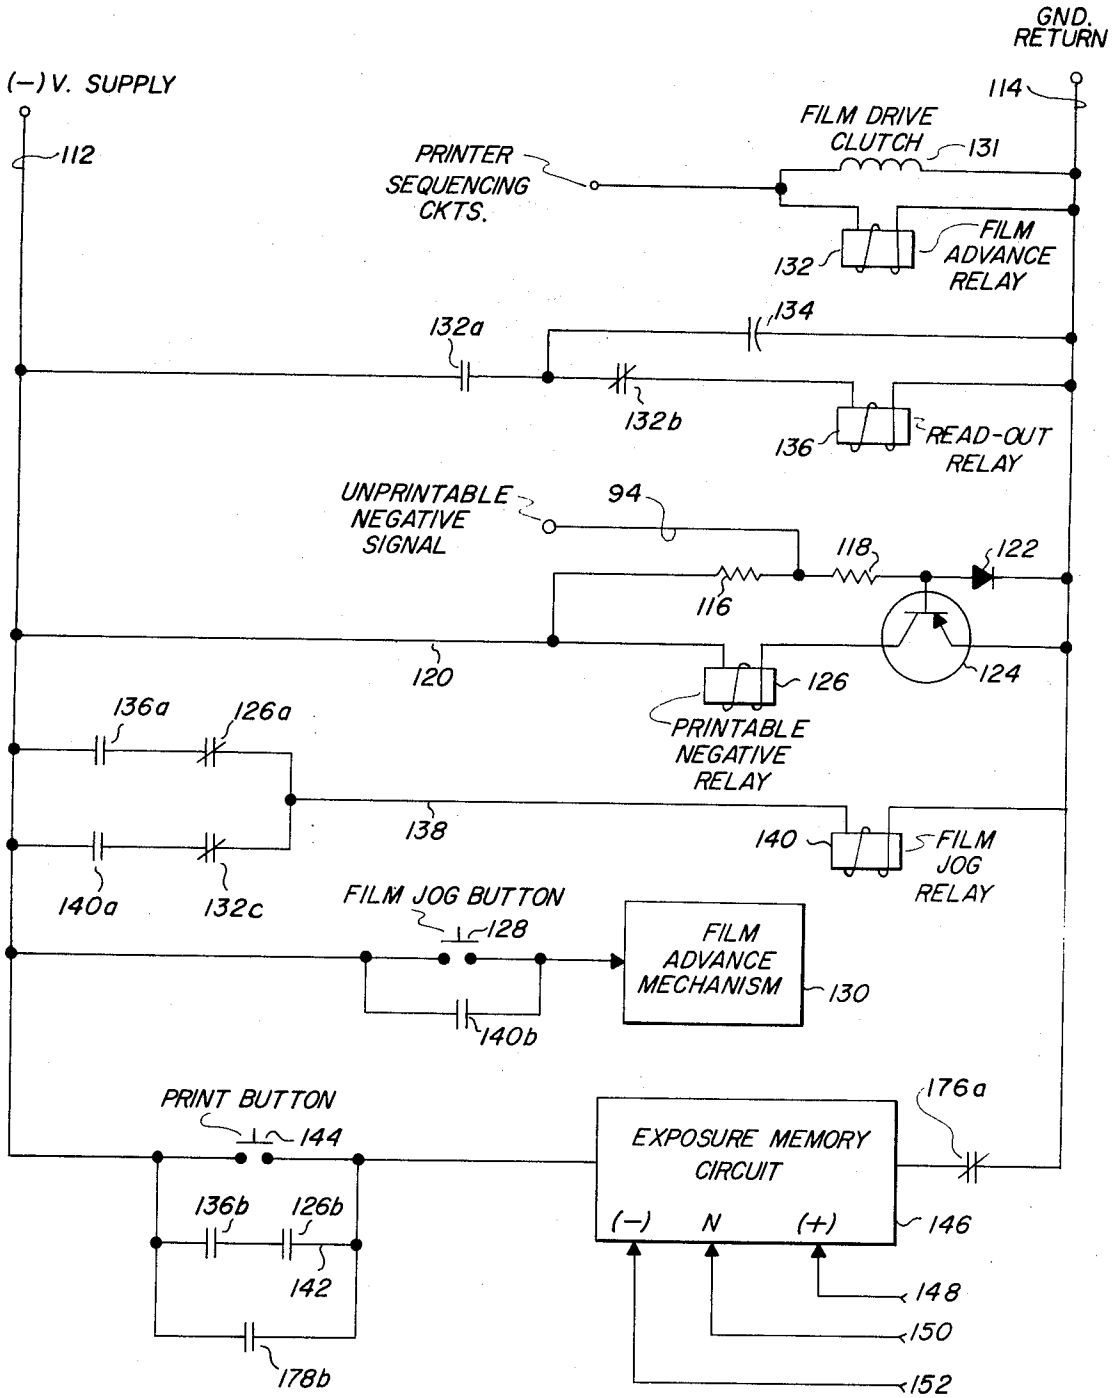 GND.
RETURN
(-) V. SUPPLY
114
FILM DRIVE
CLUTCH
131
112
PRINTER
SEQUENCING
CKTS.
FILM
ADVANCE
RELAY
132
134
132a
132b
136
READ-OUT
RELAY
UNPRINTABLE
NEGATIVE
SIGNAL
94
118
122
116
120
126
124
136a
126a
PRINTABLE
NEGATIVE
RELAY
138
140
FILM
JOG
RELAY
140a
132c
FILM JOG BUTTON
128
FILM
ADVANCE
MECHANISM
130
140b
PRINT BUTTON
144
176a
EXPOSURE MEMORY
CIRCUIT
136b
126b
(-) N (+)
146
142
148
150
178b
152